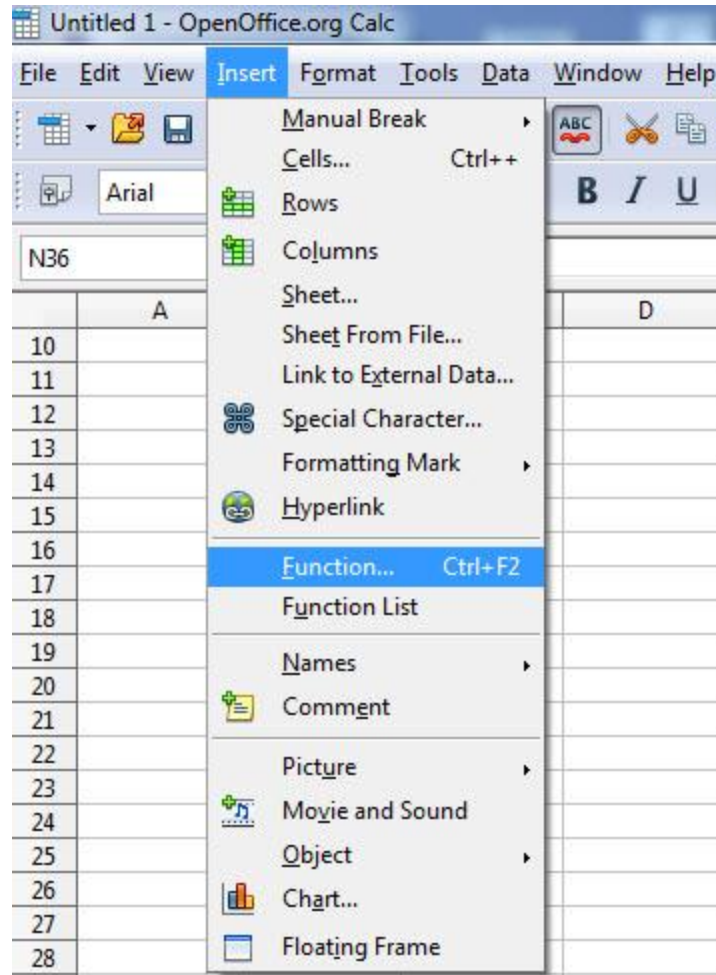 Untitled 1 - OpenOffice.org Calc
File Edit View Insert Format Tools Data Window Help
Manual Break
ABC
Cells... Ctrl++
Arial
Rows
B I U
N36
Columns
Sheet...
A D
Sheet From File...
10
Link to External Data...
11
12
Special Character...
13
Formatting Mark
14
Hyperlink
15
16
Function... Ctrl+F2
17
Function List
18
19
Names
20
Comment
21
22
Picture
23
Movie and Sound
24
Object
25
26
Chart...
27
Floating Frame
28